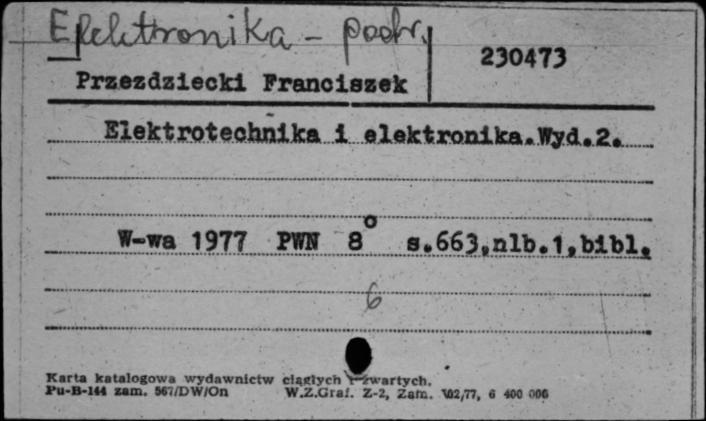 Elektronika - podr.
230473
Przezdziecki Franciszek
Elektrotechnika i elektronika. Wyd.2.
W-wa 1977 PWN 8° s.663,nlb.1,bibl.
6
Karta katalogowa wydawnictw ciągłych i zwartych.
Pu-B-144 zam. 567/DW/On W.Z.Graf. Z-2, Zam. 702/77, 6 400 000